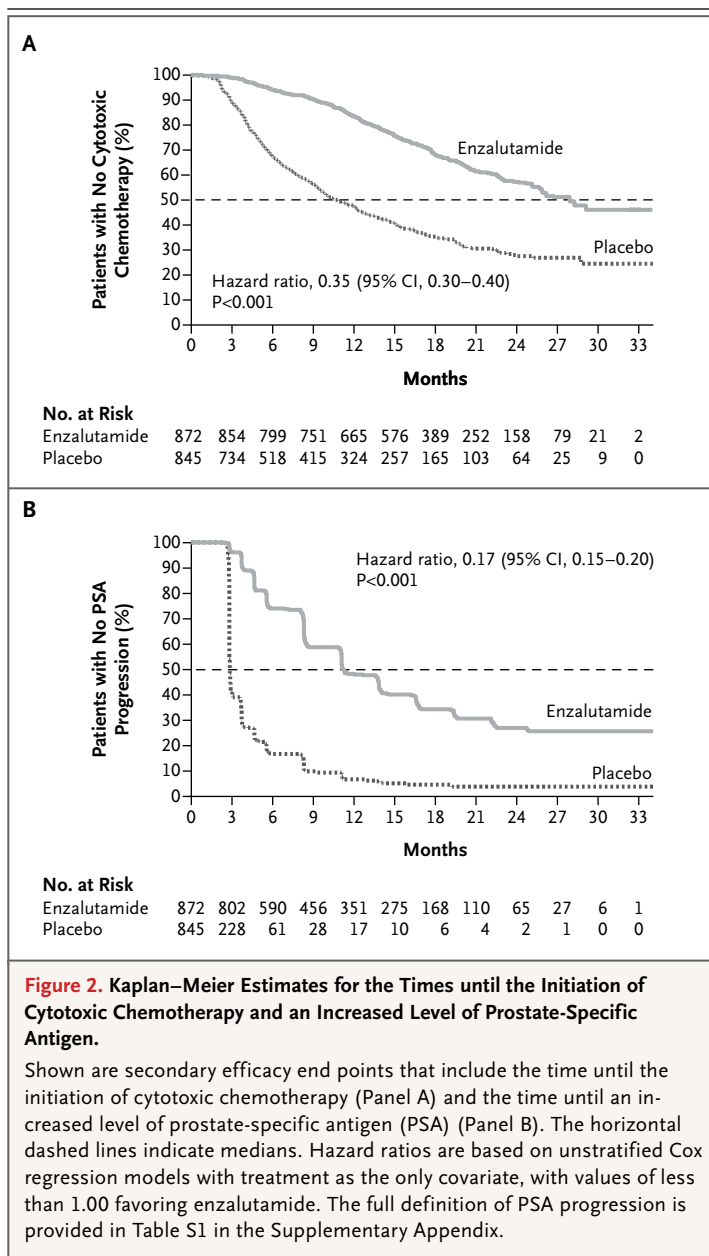 A
Patients with No Cytotoxic
Chemotherapy (%)
100
90
80
70
60
50
40
30
20
10
0
Enzalutamide
Placebo
Hazard ratio, 0.35 (95% CI, 0.30–0.40)
P<0.001
0 3 6 9 12 15 18 21 24 27 30 33
Months
No. at Risk
Enzalutamide 872 854 799 751 665 576 389 252 158 79 21 2
Placebo 845 734 518 415 324 257 165 103 64 25 9 0
B
Patients with No PSA
Progression (%)
100
90
80
70
60
50
40
30
20
10
0
Hazard ratio, 0.17 (95% CI, 0.15–0.20)
P<0.001
Enzalutamide
Placebo
0 3 6 9 12 15 18 21 24 27 30 33
Months
No. at Risk
Enzalutamide 872 802 590 456 351 275 168 110 65 27 6 1
Placebo 845 228 61 28 17 10 6 4 2 1 0 0
Figure 2. Kaplan–Meier Estimates for the Times until the Initiation of
Cytotoxic Chemotherapy and an Increased Level of Prostate-Specific
Antigen.
Shown are secondary efficacy end points that include the time until the
initiation of cytotoxic chemotherapy (Panel A) and the time until an in-
creased level of prostate-specific antigen (PSA) (Panel B). The horizontal
dashed lines indicate medians. Hazard ratios are based on unstratified Cox
regression models with treatment as the only covariate, with values of less
than 1.00 favoring enzalutamide. The full definition of PSA progression is
provided in Table S1 in the Supplementary Appendix.